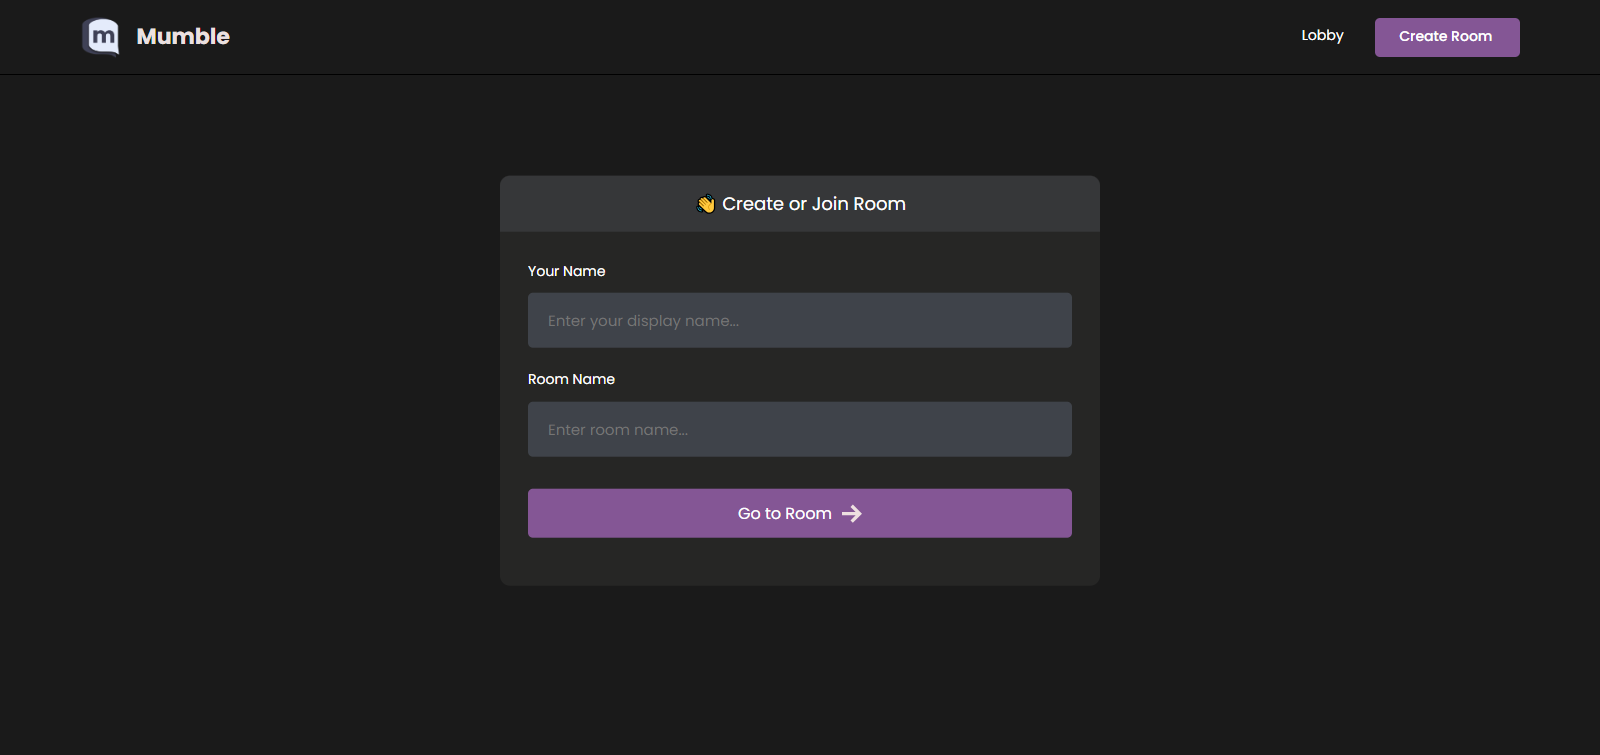 m Mumble
Lobby
Create Room
👋 Create or Join Room
Your Name
Enter your display name...
Room Name
Enter room name...
Go to Room →